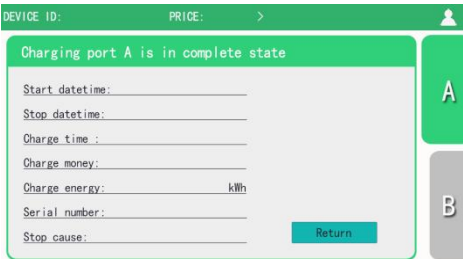 DEVICE ID: PRICE: >
Charging port A is in complete state
Start datetime:
Stop datetime:
Charge time :
Charge money:
Charge energy: kWh
Serial number:
Stop cause:
Return
A
B